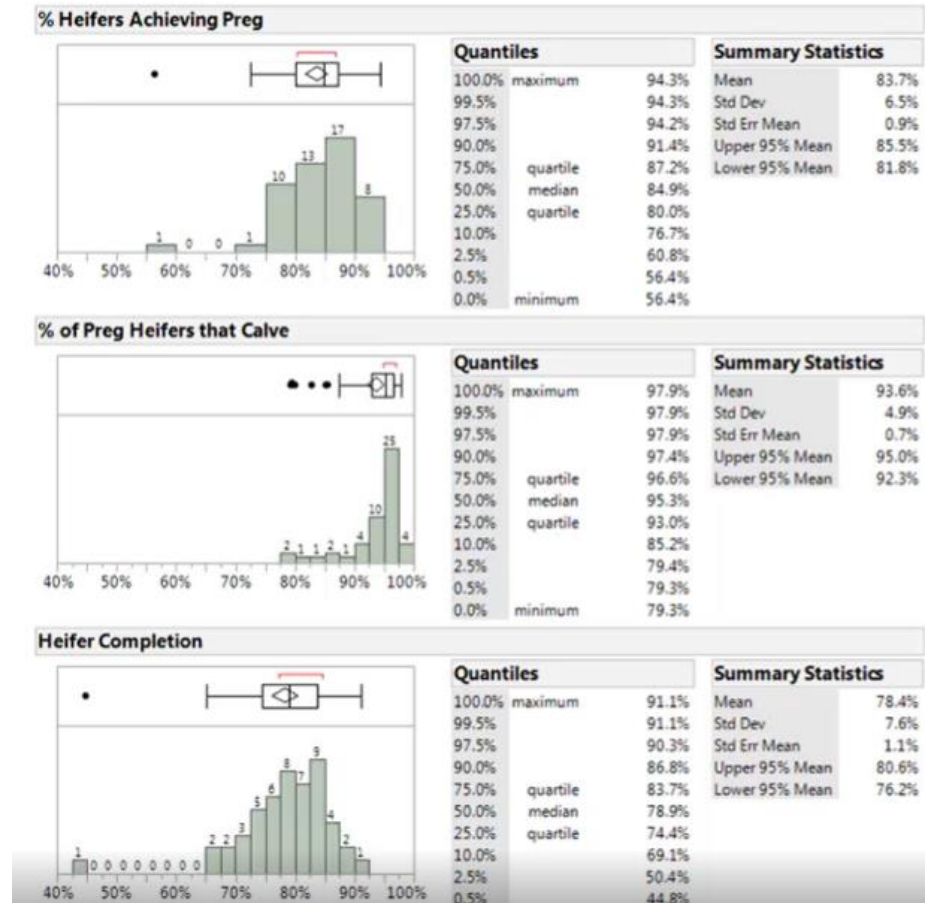 % Heifers Achieving Preg
Quantiles
100.0% maximum 94.3%
99.5% 94.3%
97.5% 94.2%
90.0% 91.4%
75.0% quartile 87.2%
50.0% median 84.9%
25.0% quartile 80.0%
10.0% 76.7%
2.5% 60.8%
0.5% 56.4%
0.0% minimum 56.4%
Summary Statistics
Mean 83.7%
Std Dev 6.5%
Std Err Mean 0.9%
Upper 95% Mean 85.5%
Lower 95% Mean 81.8%
1 0 0 1 10 13 17 8
40% 50% 60% 70% 80% 90% 100%
% of Preg Heifers that Calve
Quantiles
100.0% maximum 97.9%
99.5% 97.9%
97.5% 97.9%
90.0% 97.4%
75.0% quartile 96.6%
50.0% median 95.3%
25.0% quartile 93.0%
10.0% 85.2%
2.5% 79.4%
0.5% 79.3%
0.0% minimum 79.3%
Summary Statistics
Mean 93.6%
Std Dev 4.9%
Std Err Mean 0.7%
Upper 95% Mean 95.0%
Lower 95% Mean 92.3%
2 1 1 2 1 4 10 25 4
40% 50% 60% 70% 80% 90% 100%
Heifer Completion
Quantiles
100.0% maximum 91.1%
99.5% 91.1%
97.5% 90.3%
90.0% 86.8%
75.0% quartile 83.7%
50.0% median 78.9%
25.0% quartile 74.4%
10.0% 69.1%
2.5% 50.4%
0.5% 44.8%
Summary Statistics
Mean 78.4%
Std Dev 7.6%
Std Err Mean 1.1%
Upper 95% Mean 80.6%
Lower 95% Mean 76.2%
1 0 0 0 0 0 0 0 0 2 2 3 5 6 8 7 9 4 2 1
40% 50% 60% 70% 80% 90% 100%